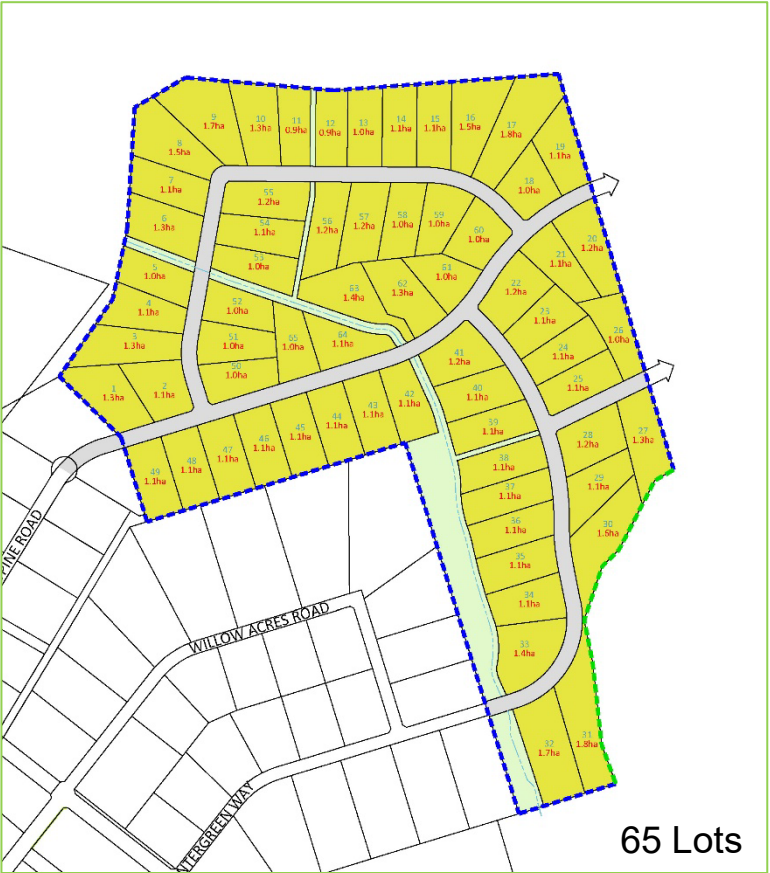 9
1.7ha
10
1.3ha
11
0.9ha
12
0.9ha
13
1.0ha
14
1.1ha
15
1.1ha
16
1.5ha
17
1.8ha
8
1.5ha
19
1.1ha
7
1.1ha
18
1.0ha
55
1.2ha
6
1.3ha
54
1.1ha
56
1.2ha
57
1.2ha
58
1.0ha
59
1.0ha
60
1.0ha
20
1.2ha
53
1.0ha
21
1.1ha
5
1.0ha
61
1.0ha
63
1.4ha
62
1.3ha
22
1.2ha
4
1.1ha
52
1.0ha
23
1.1ha
26
1.0ha
3
1.3ha
51
1.0ha
65
1.0ha
64
1.1ha
41
1.2ha
24
1.1ha
50
1.0ha
25
1.1ha
1
1.3ha
2
1.1ha
40
1.1ha
42
1.1ha
43
1.1ha
44
1.1ha
45
1.1ha
46
1.1ha
47
1.1ha
48
1.1ha
49
1.1ha
39
1.1ha
28
1.2ha
27
1.3ha
38
1.1ha
29
1.1ha
37
1.1ha
30
1.6ha
36
1.1ha
PINE ROAD
35
1.1ha
34
1.1ha
WILLOW ACRES ROAD
33
1.4ha
32
1.7ha
31
1.8ha
NTERGREEN WAY
65 Lots